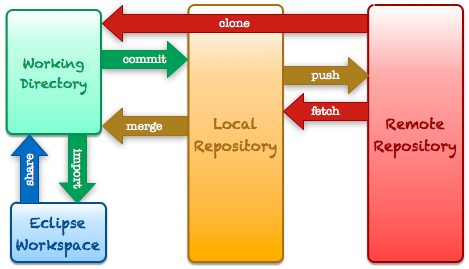 clone
Working
Directory
commit
push
fetch
merge
Local
Repository
Remote
Repository
share
import
Eclipse
Workspace